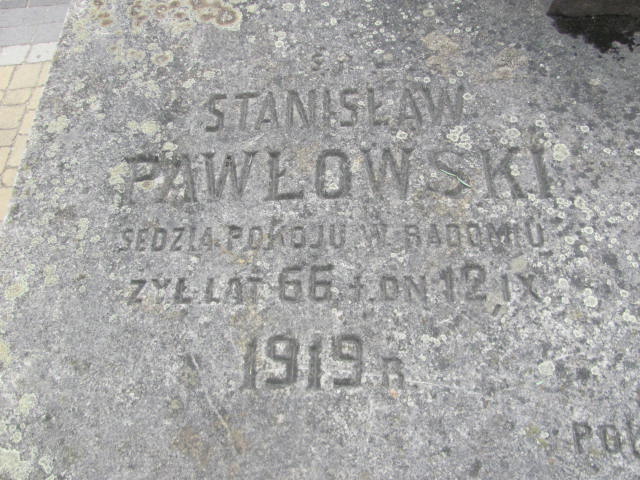 STANISŁAW
PAWŁOWSKI
SĘDZIA POKOJU W RADOMIU
ŻYŁ LAT 66, †. DN 12 IX
1919 R